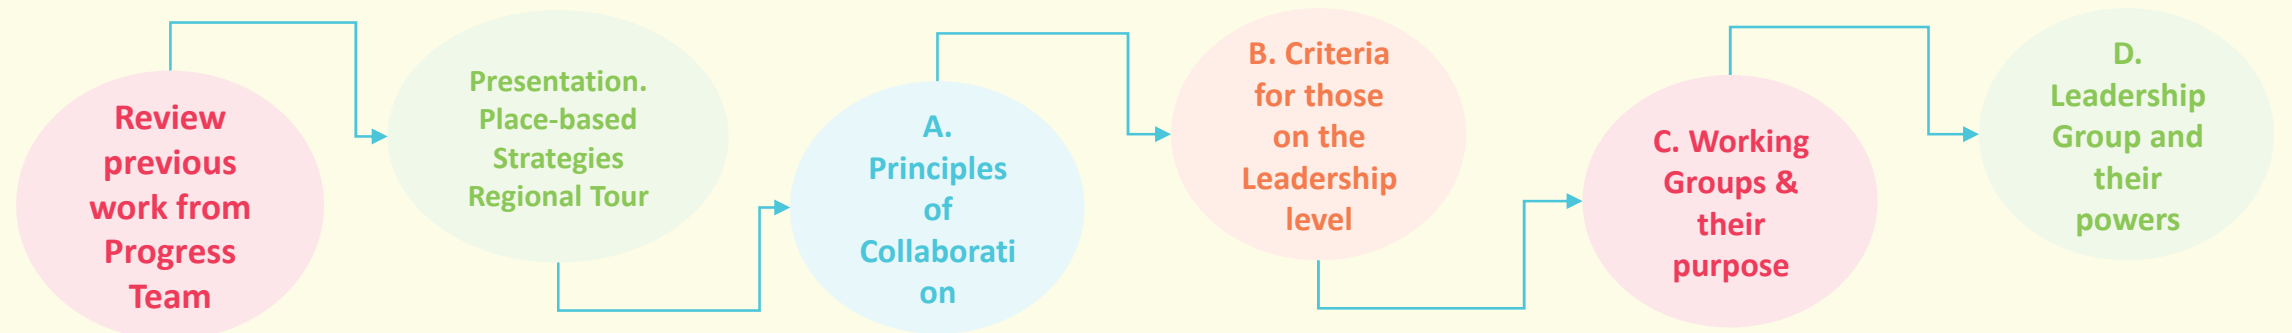 Review
previous
work from
Progress
Team
Presentation.
Place-based
Strategies
Regional Tour
A.
Principles
of
Collaborati
on
B. Criteria
for those
on the
Leadership
level
C. Working
Groups &
their
purpose
D.
Leadership
Group and
their
powers